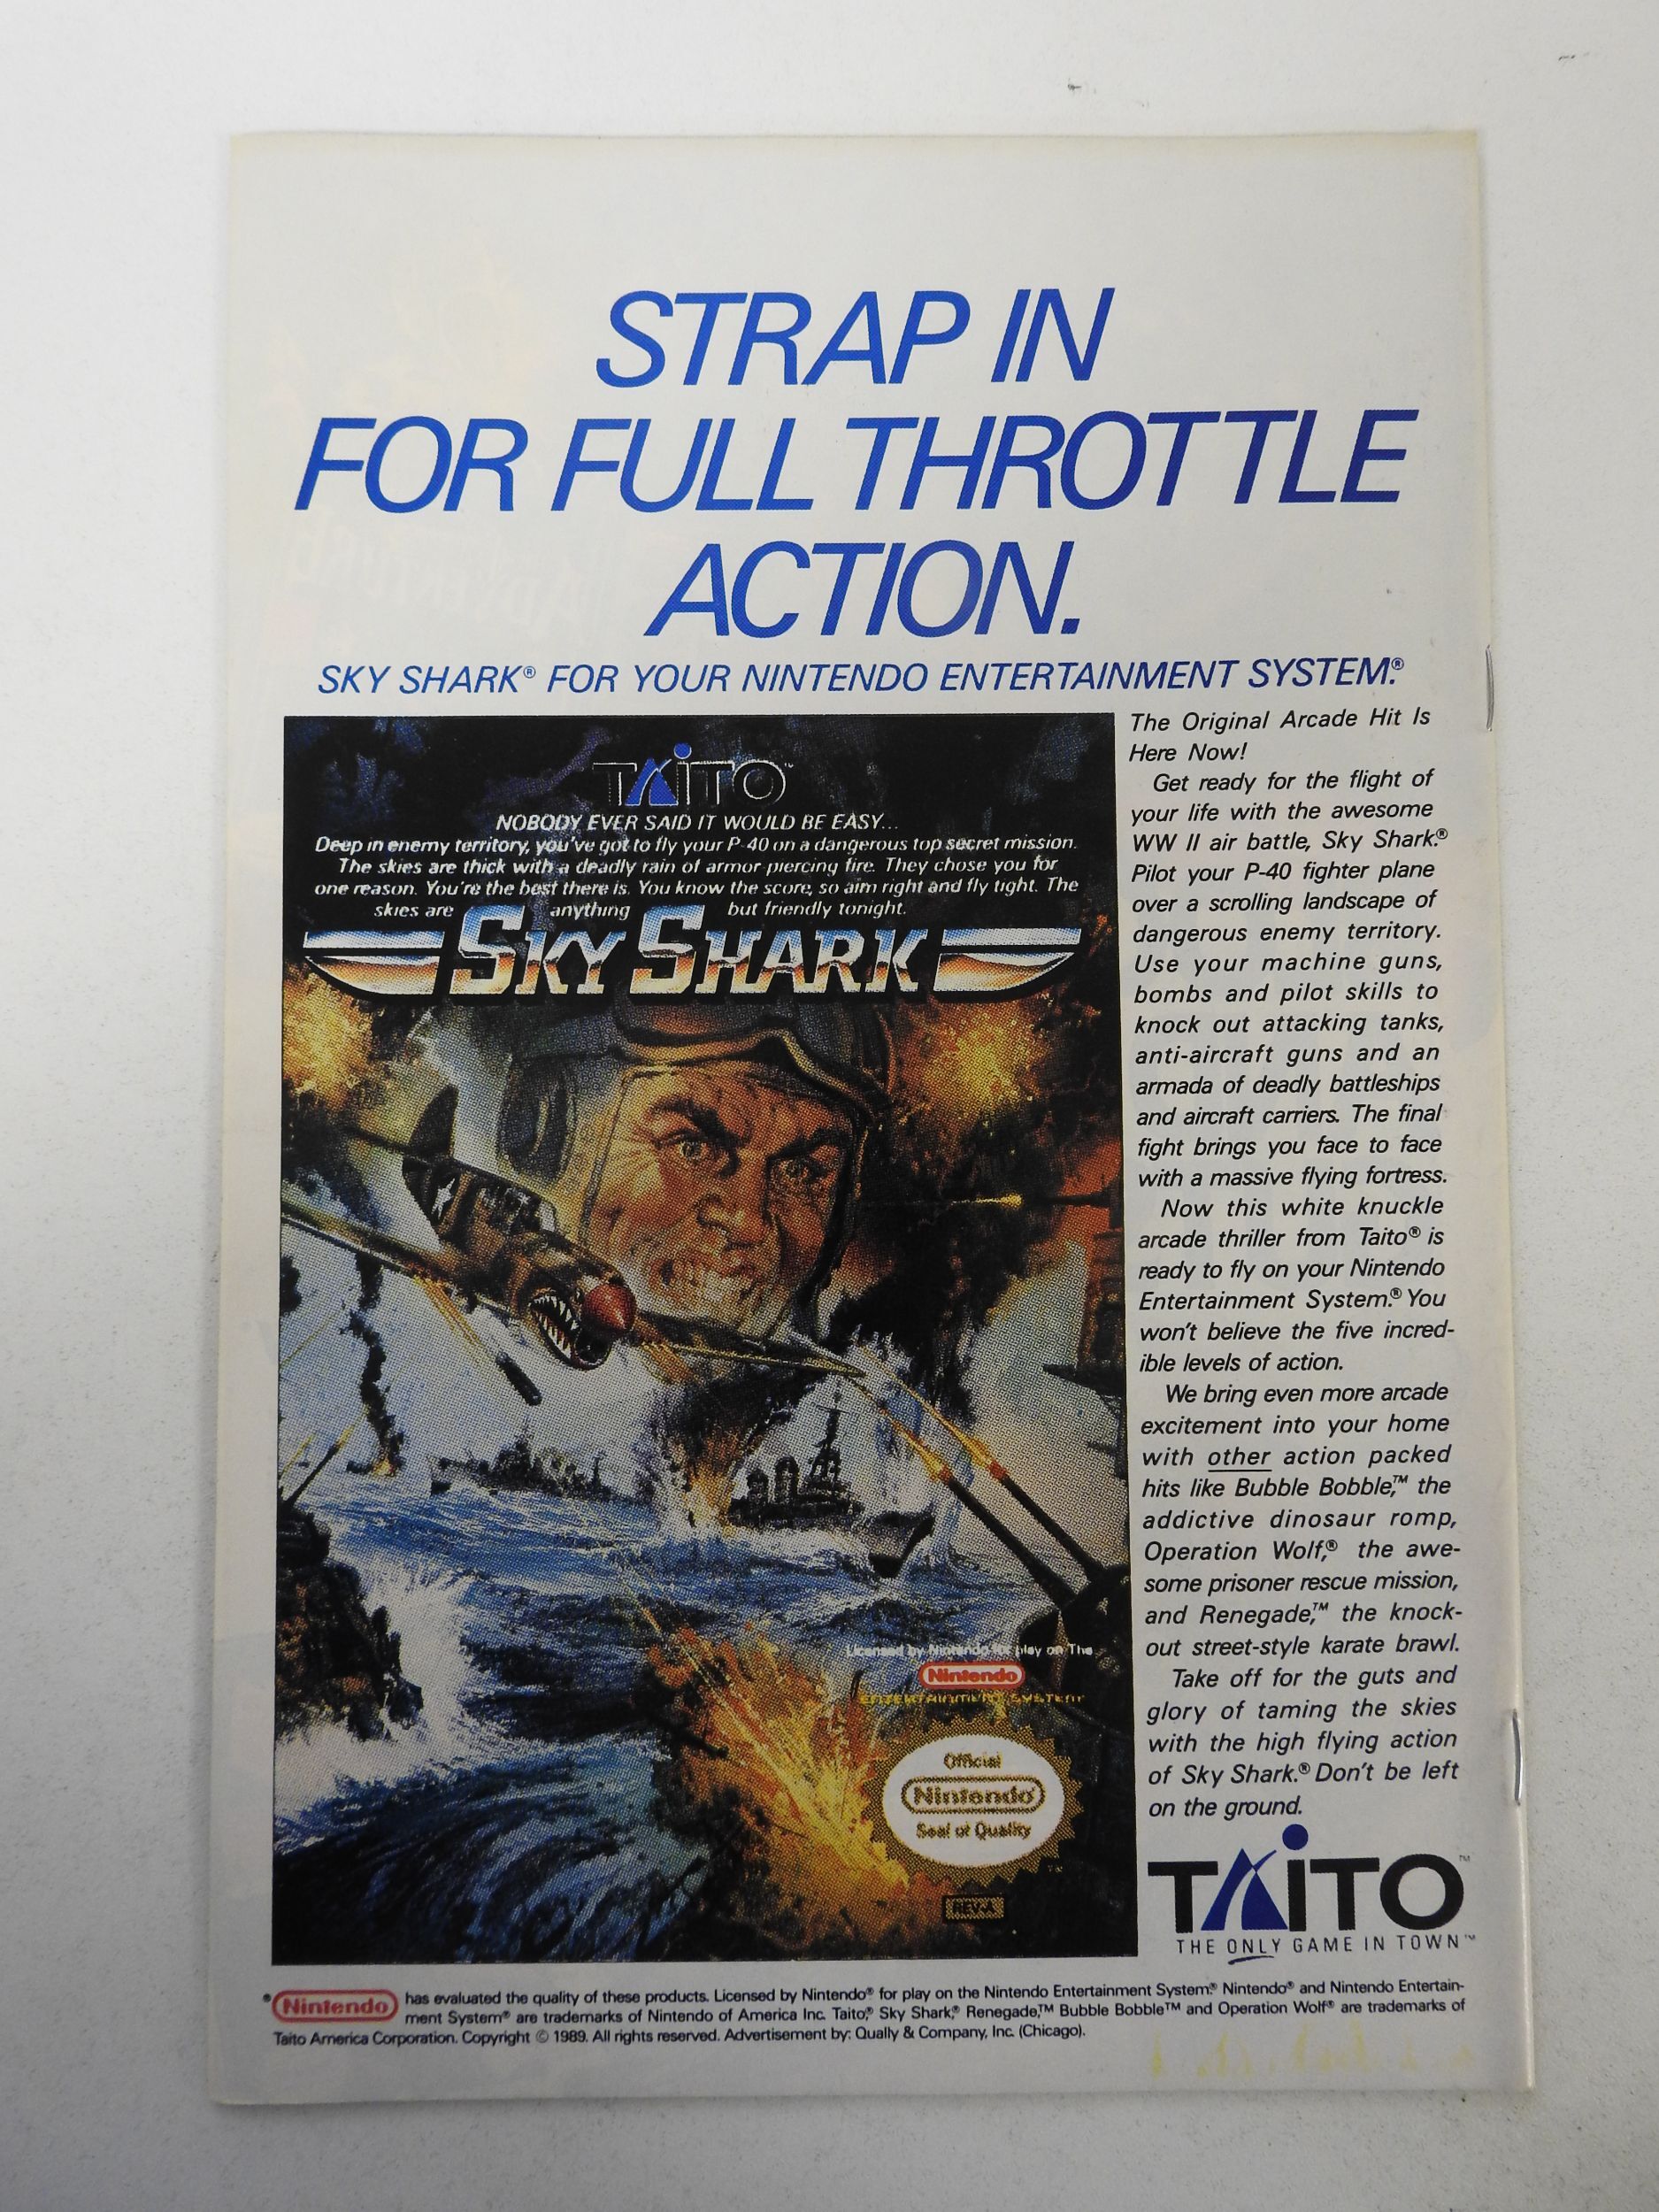 STRAP IN
FOR FULL THROTTLE
ACTION.
SKY SHARK® FOR YOUR NINTENDO ENTERTAINMENT SYSTEM.®
TAITO™
NOBODY EVER SAID IT WOULD BE EASY...
Deep in enemy territory, you've got to fly your P-40 on a dangerous top secret mission.
The skies are thick with a deadly rain of armor-piercing fire. They chose you for
one reason. You're the best there is. You know the score, so aim right and fly tight. The
skies are anything but friendly tonight.
SKY SHARK
Licensed by Nintendo for play on The
Nintendo
ENTERTAINMENT SYSTEM
Official
Nintendo®
Seal of Quality
TM
REV-A
The Original Arcade Hit Is
Here Now!
Get ready for the flight of
your life with the awesome
WW II air battle, Sky Shark.®
Pilot your P-40 fighter plane
over a scrolling landscape of
dangerous enemy territory.
Use your machine guns,
bombs and pilot skills to
knock out attacking tanks,
anti-aircraft guns and an
armada of deadly battleships
and aircraft carriers. The final
fight brings you face to face
with a massive flying fortress.
Now this white knuckle
arcade thriller from Taito® is
ready to fly on your Nintendo
Entertainment System.® You
won't believe the five incred-
ible levels of action.
We bring even more arcade
excitement into your home
with other action packed
hits like Bubble Bobble,™ the
addictive dinosaur romp,
Operation Wolf,® the awe-
some prisoner rescue mission,
and Renegade,™ the knock-
out street-style karate brawl.
Take off for the guts and
glory of taming the skies
with the high flying action
of Sky Shark.® Don't be left
on the ground.
TAITO™
THE ONLY GAME IN TOWN™
® Nintendo has evaluated the quality of these products. Licensed by Nintendo® for play on the Nintendo Entertainment System.® Nintendo® and Nintendo Entertain-
ment System® are trademarks of Nintendo of America Inc. Taito,® Sky Shark,® Renegade,™ Bubble Bobble™ and Operation Wolf® are trademarks of
Taito America Corporation. Copyright © 1989. All rights reserved. Advertisement by: Qually & Company, Inc. (Chicago).